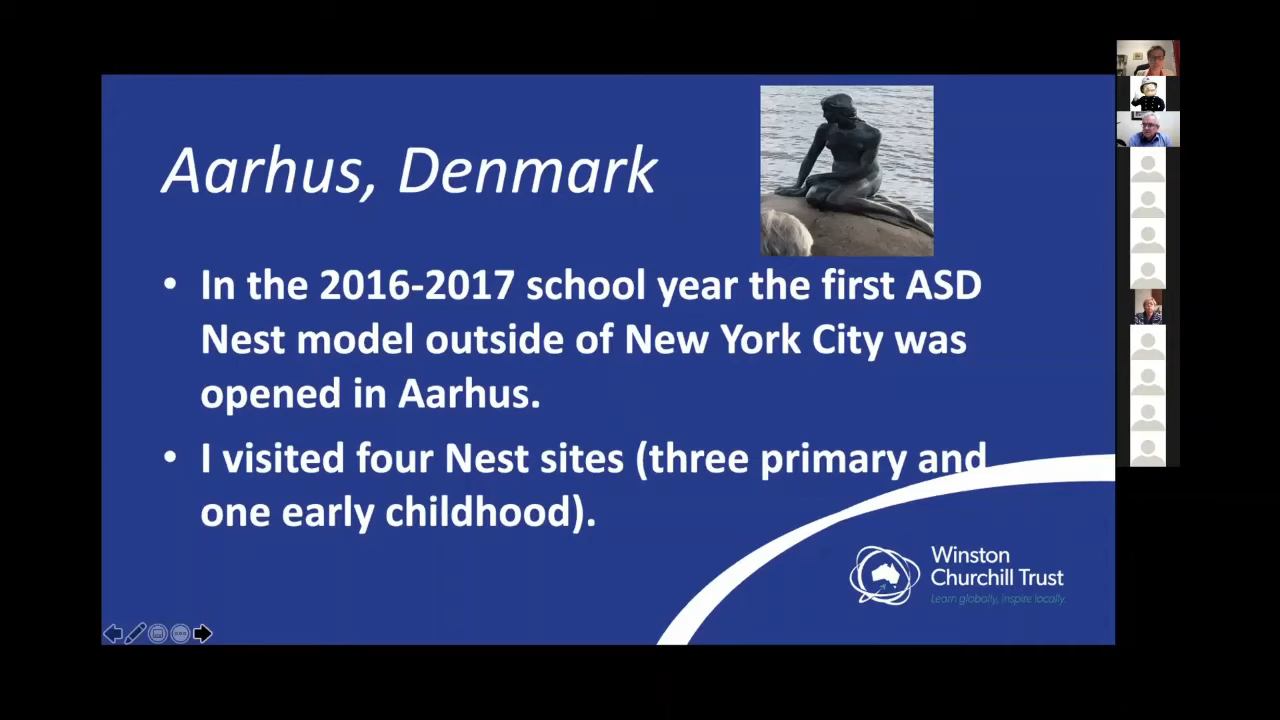 Aarhus, Denmark
• In the 2016-2017 school year the first ASD
Nest model outside of New York City was
opened in Aarhus.
• I visited four Nest sites (three primary and
one early childhood).
Winston
Churchill Trust
Learn globally, inspire locally.